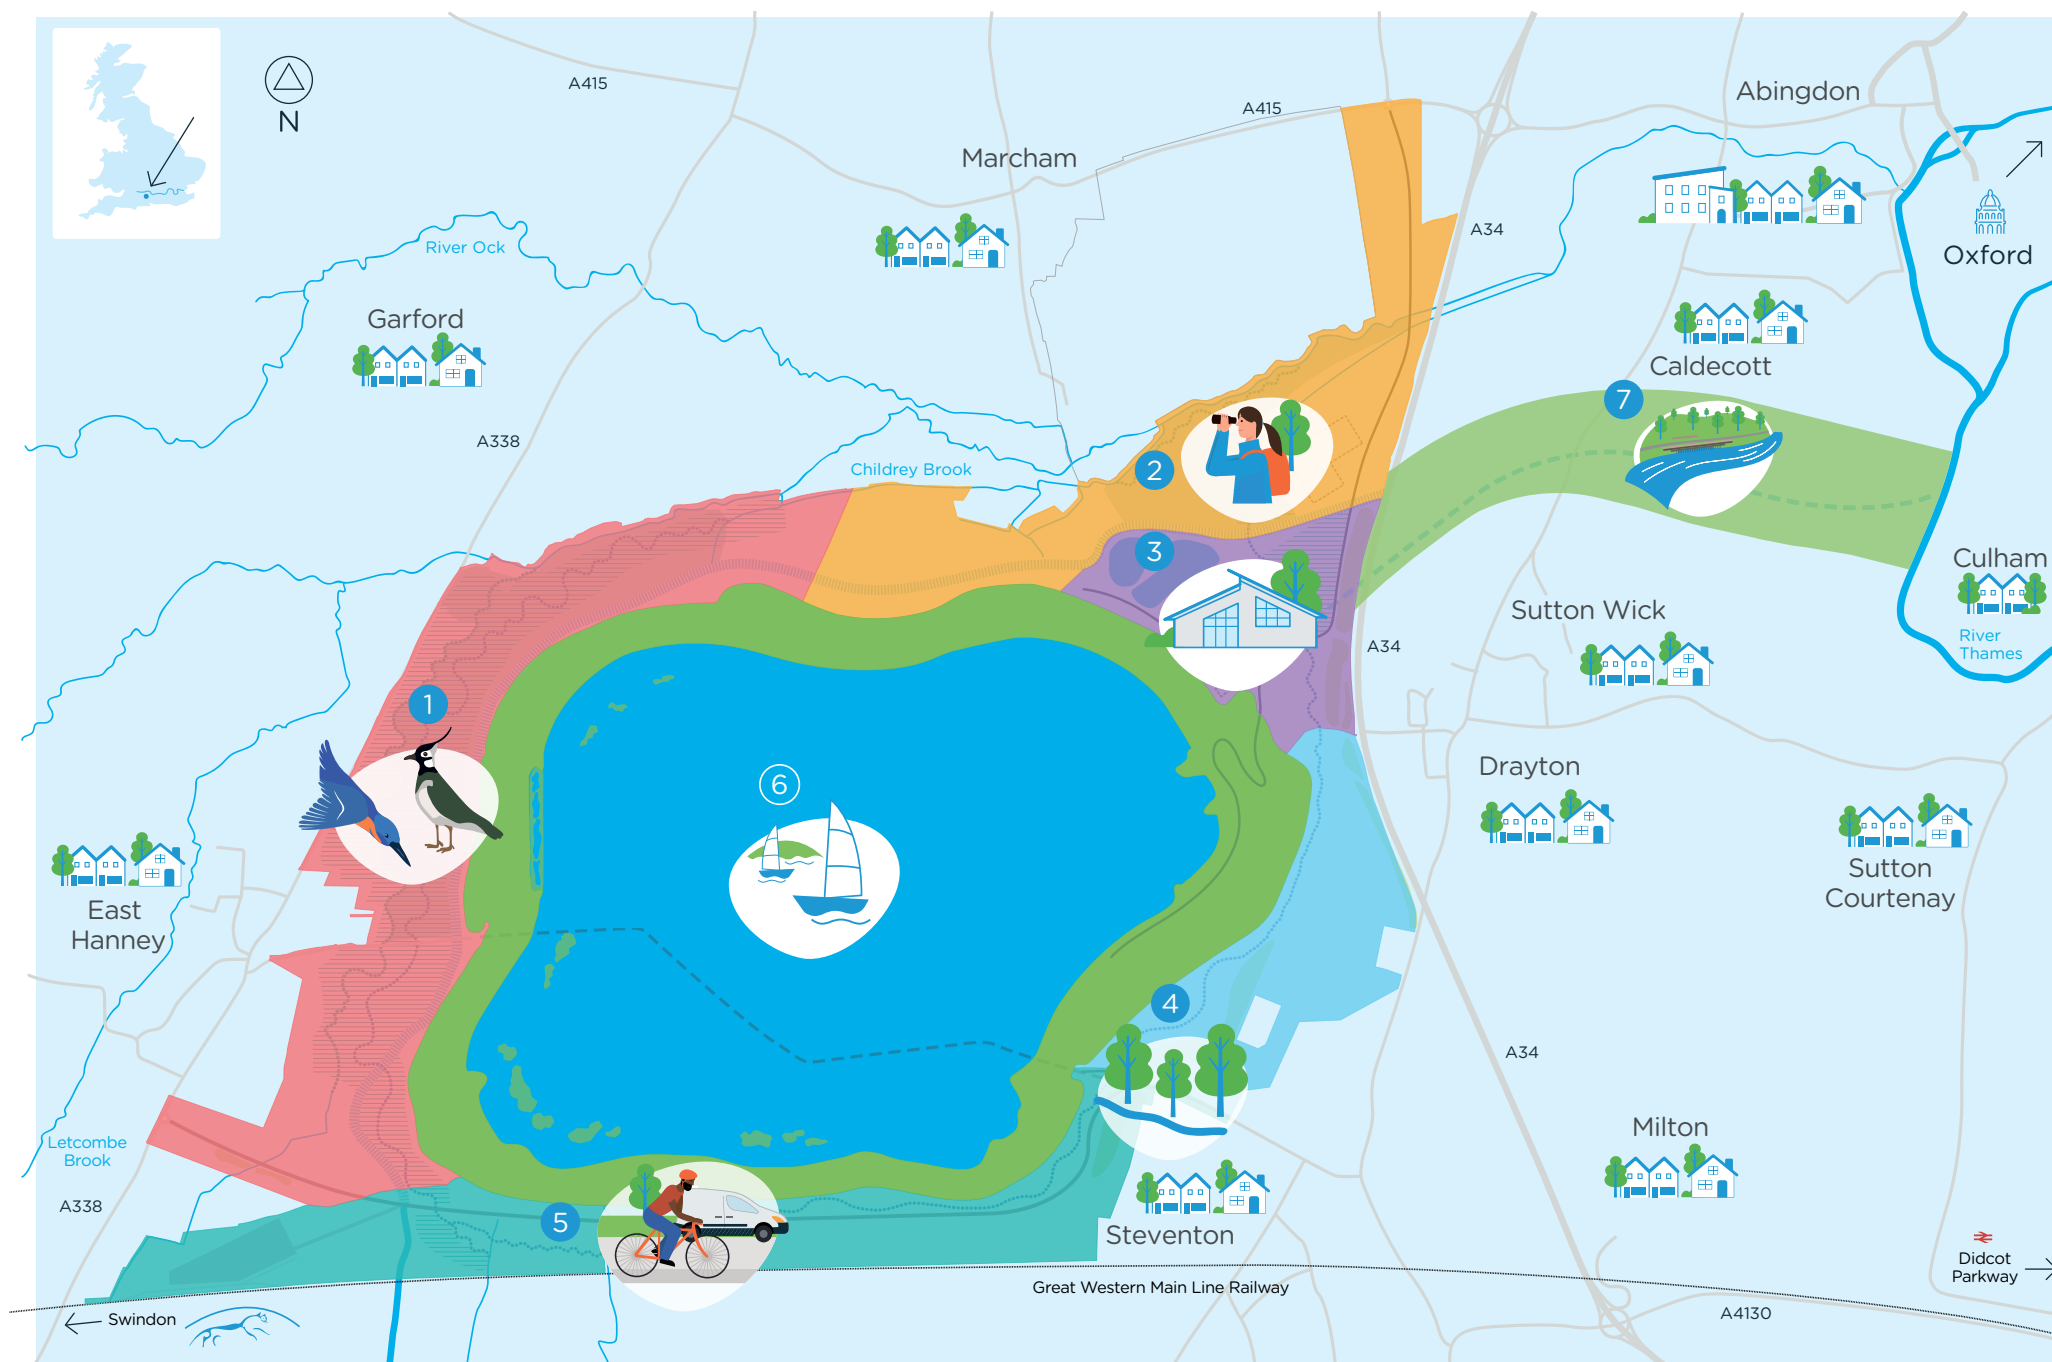 N
A415
A415
Abingdon
Marcham
River Ock
A34
Oxford
Garford
Caldecott
7
A338
Childrey Brook
2
3
Culham
Sutton Wick
River
Thames
A34
1
Drayton
6
Sutton
Courtenay
East
Hanney
4
A34
Letcombe
Brook
Milton
A338
5
Steventon
Didcot
Parkway
Great Western Main Line Railway
Swindon
A4130